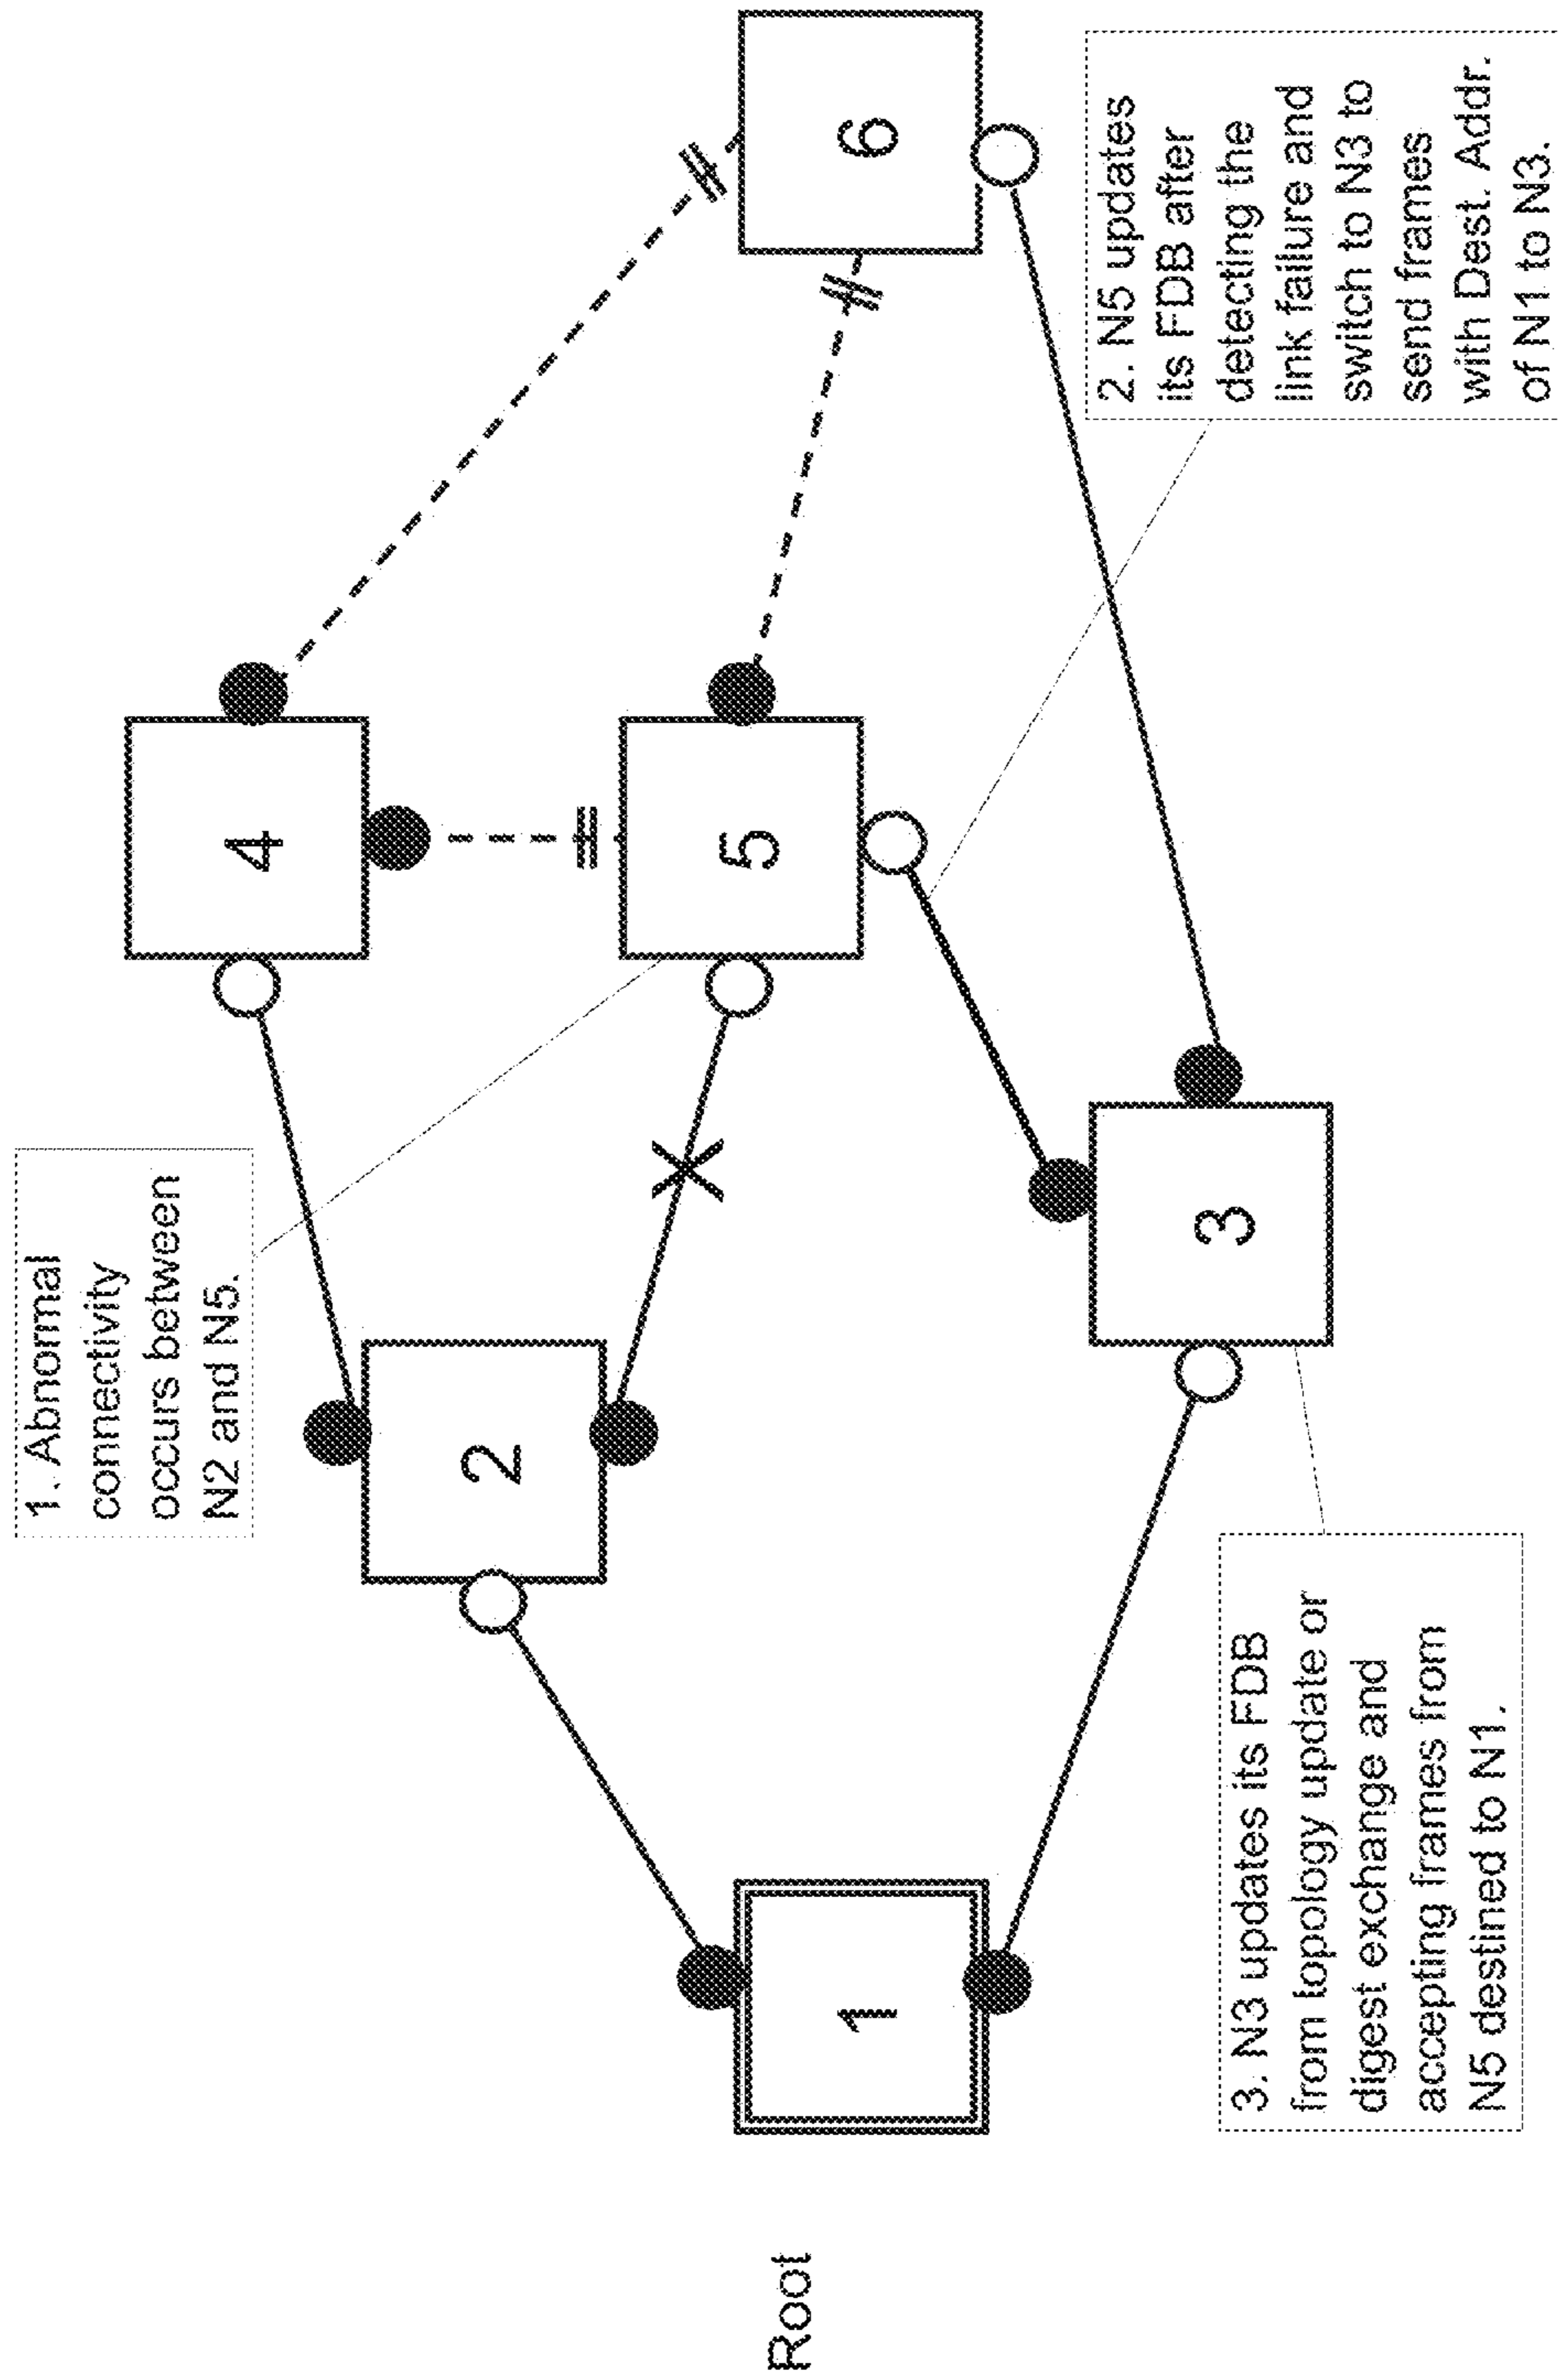 1. Abnormal
connectivity
occurs between
N2 and N5.
4
6
2
5
1
Root
3
2. N5 updates
its FDB after
detecting the
link failure and
switch to N3 to
send frames
with Dest. Addr.
of N1 to N3.
3. N3 updates its FDB
from topology update or
digest exchange and
accepting frames from
N5 destined to N1.